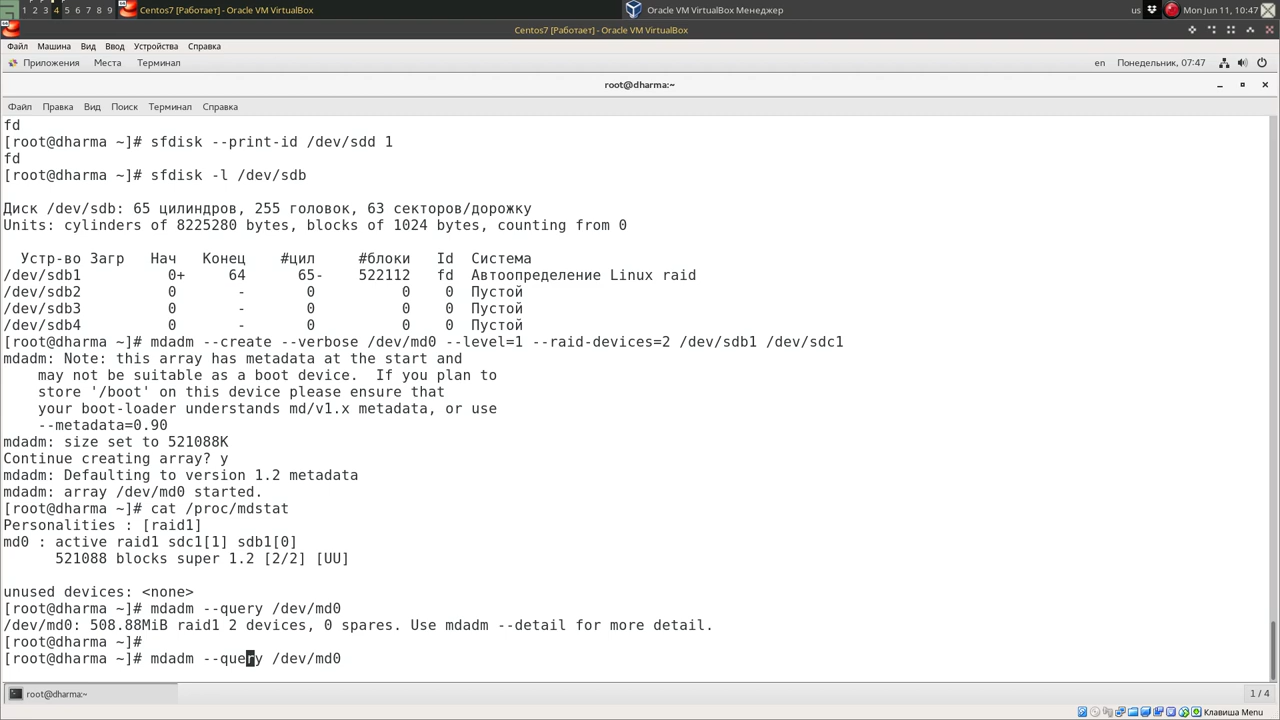 1 2 3 4 5 6 7 8 9 Centos7 [Работает] - Oracle VM VirtualBox Oracle VM VirtualBox Менеджер us Mon Jun 11, 10:47
Centos7 [Работает] - Oracle VM VirtualBox
Файл Машина Вид Ввод Устройства Справка
Приложения Места Терминал en Понедельник, 07:47
root@dharma:~
Файл Правка Вид Поиск Терминал Справка
fd
[root@dharma ~]# sfdisk --print-id /dev/sdd 1
fd
[root@dharma ~]# sfdisk -l /dev/sdb
Диск /dev/sdb: 65 цилиндров, 255 головок, 63 секторов/дорожку
Units: cylinders of 8225280 bytes, blocks of 1024 bytes, counting from 0
Устр-во Загр Нач Конец #цил #блоки Id Система
/dev/sdb1 0+ 64 65- 522112 fd Автоопределение Linux raid
/dev/sdb2 0 - 0 0 0 Пустой
/dev/sdb3 0 - 0 0 0 Пустой
/dev/sdb4 0 - 0 0 0 Пустой
[root@dharma ~]# mdadm --create --verbose /dev/md0 --level=1 --raid-devices=2 /dev/sdb1 /dev/sdc1
mdadm: Note: this array has metadata at the start and
may not be suitable as a boot device. If you plan to
store '/boot' on this device please ensure that
your boot-loader understands md/v1.x metadata, or use
--metadata=0.90
mdadm: size set to 521088K
Continue creating array? y
mdadm: Defaulting to version 1.2 metadata
mdadm: array /dev/md0 started.
[root@dharma ~]# cat /proc/mdstat
Personalities : [raid1]
md0 : active raid1 sdc1[1] sdb1[0]
521088 blocks super 1.2 [2/2] [UU]
unused devices: <none>
[root@dharma ~]# mdadm --query /dev/md0
/dev/md0: 508.88MiB raid1 2 devices, 0 spares. Use mdadm --detail for more detail.
[root@dharma ~]#
[root@dharma ~]# mdadm --query /dev/md0
root@dharma:~ 1 / 4
Клавиша Menu